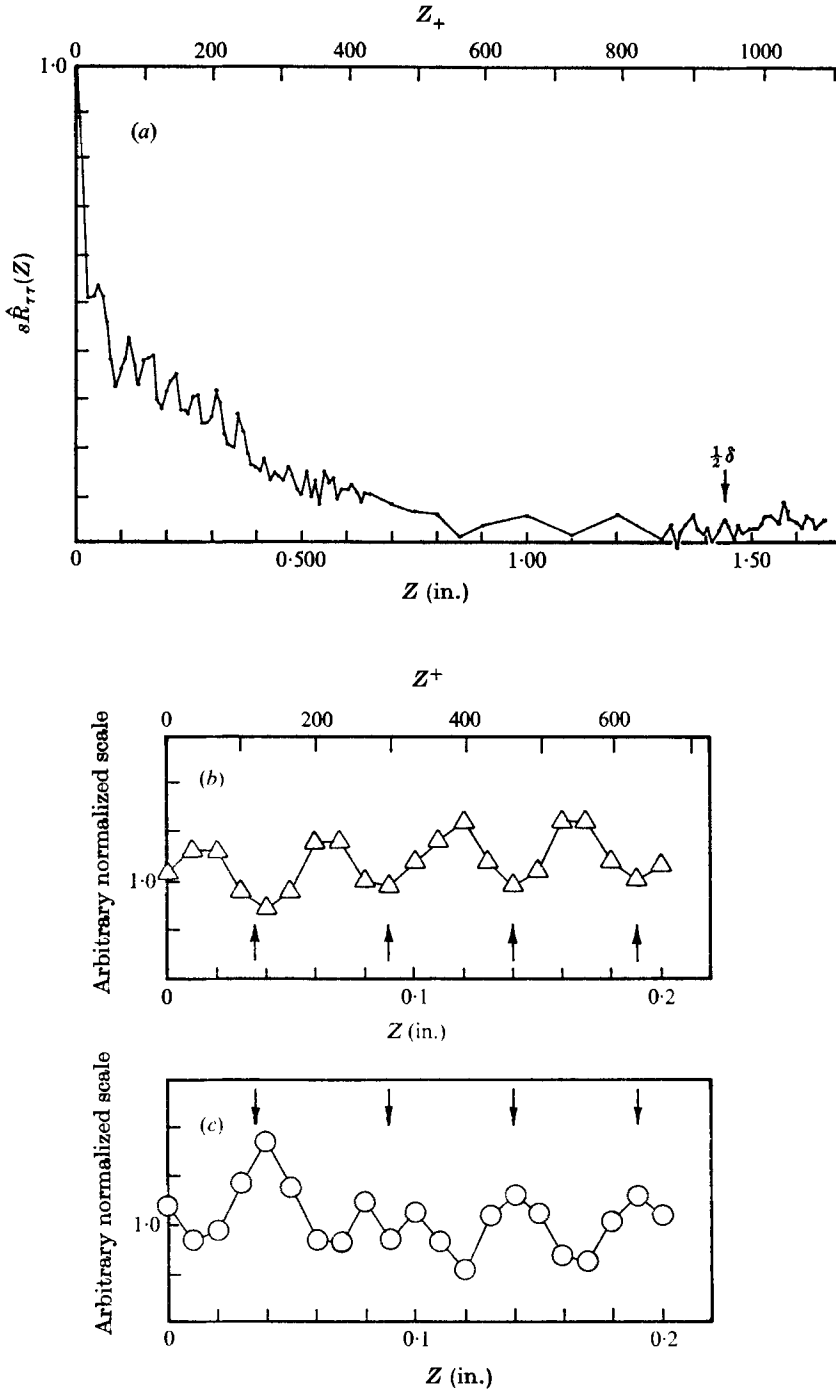 Z₊
0 200 400 600 800 1000
1·0
(a)
ₛR̂ττ(Z)
½δ
0 0·500 1·00 1·50
Z (in.)
Z⁺
0 200 400 600
Arbitrary normalized scale
(b)
1·0
0 0·1 0·2
Z (in.)
Arbitrary normalized scale
(c)
1·0
0 0·1 0·2
Z (in.)